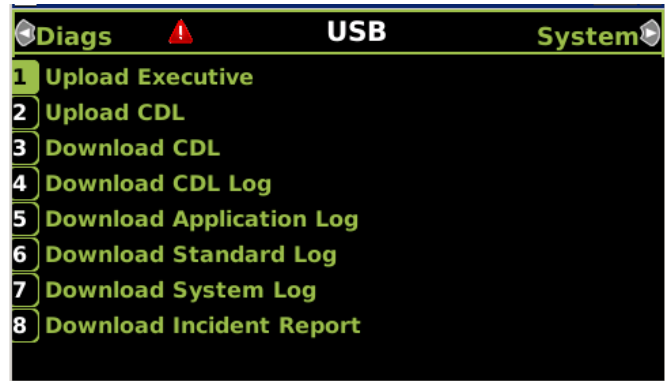 Diags USB System
1 Upload Executive
2 Upload CDL
3 Download CDL
4 Download CDL Log
5 Download Application Log
6 Download Standard Log
7 Download System Log
8 Download Incident Report